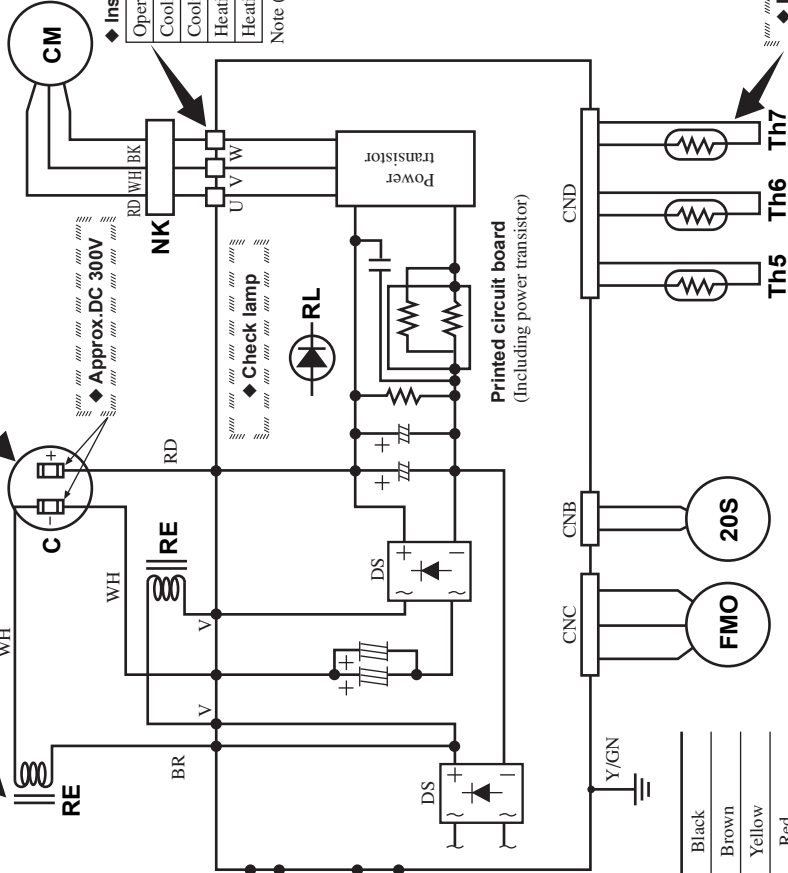 CM
◆ Ins
Oper
Cool
Cool
Heati
Heati
Note (
RD
WH
BK
NK
U
V
W
Power
transistor
◆ Approx.DC 300V
◆ Check lamp
RL
Printed circuit board
(Including power transistor)
C
−
+
RD
WH
WH
RE
RE
V
V
BR
DS
+
−
~
~
DS
+
−
~
~
+
+
+
+
CND
Th7
Th6
Th5
CNB
20S
CNC
FMO
Y/GN
Black
Brown
Yellow
Red